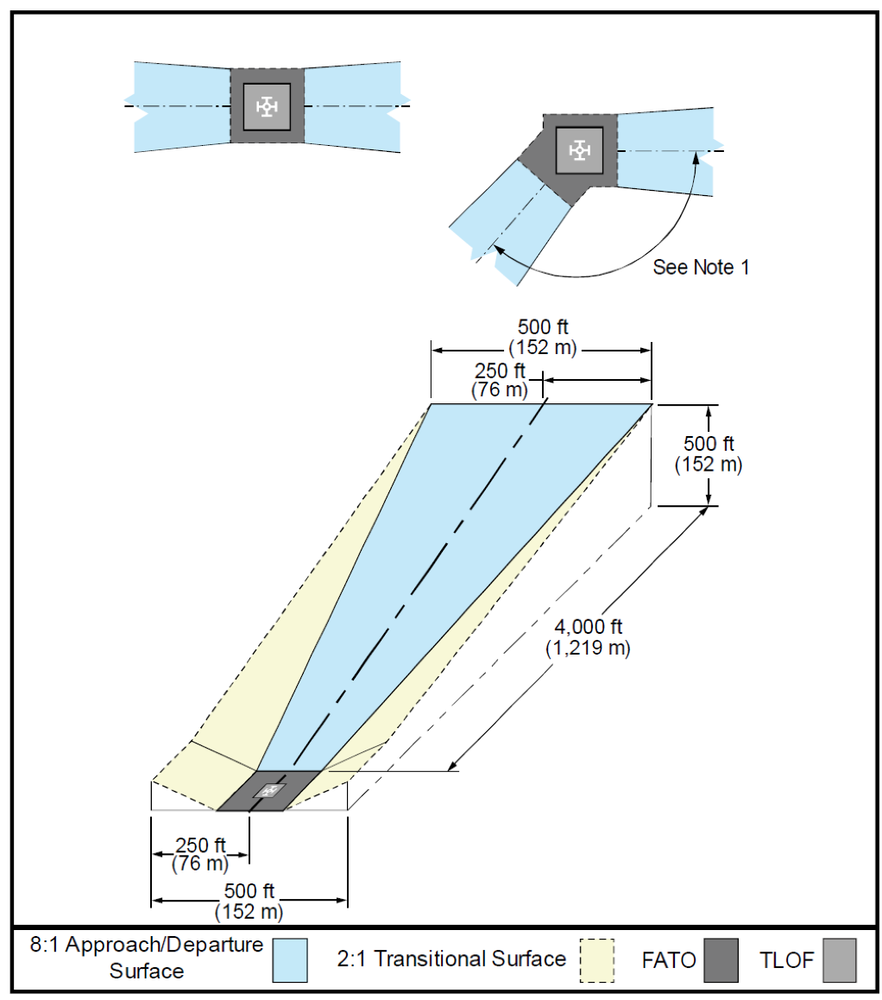 See Note 1
500 ft
(152 m)
250 ft
(76 m)
500 ft
(152 m)
4,000 ft
(1,219 m)
250 ft
(76 m)
500 ft
(152 m)
8:1 Approach/Departure
Surface
2:1 Transitional Surface
FATO
TLOF